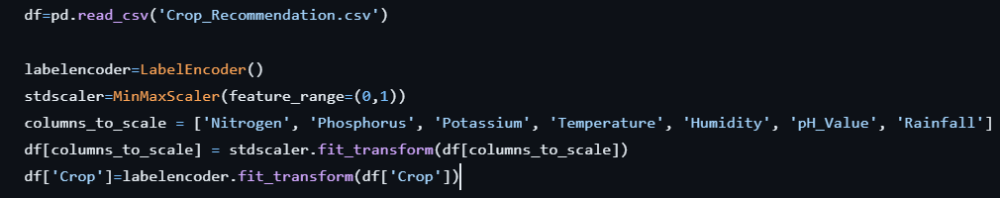 df=pd.read_csv('Crop_Recommendation.csv')
labelencoder=LabelEncoder()
stdscaler=MinMaxScaler(feature_range=(0,1))
columns_to_scale = ['Nitrogen', 'Phosphorus', 'Potassium', 'Temperature', 'Humidity', 'pH_Value', 'Rainfall']
df[columns_to_scale] = stdscaler.fit_transform(df[columns_to_scale])
df['Crop']=labelencoder.fit_transform(df['Crop'])